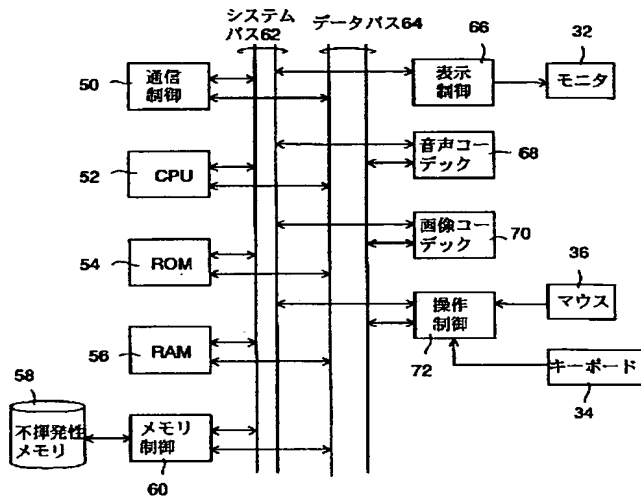 システム
バス62
データバス64
66
32
50
通信
制御
表示
制御
モニタ
音声コー
デック
68
52
CPU
画像コー
デック
70
54
ROM
36
操作
制御
マウス
72
56
RAM
キーボード
34
58
不揮発性
メモリ
メモリ
制御
60